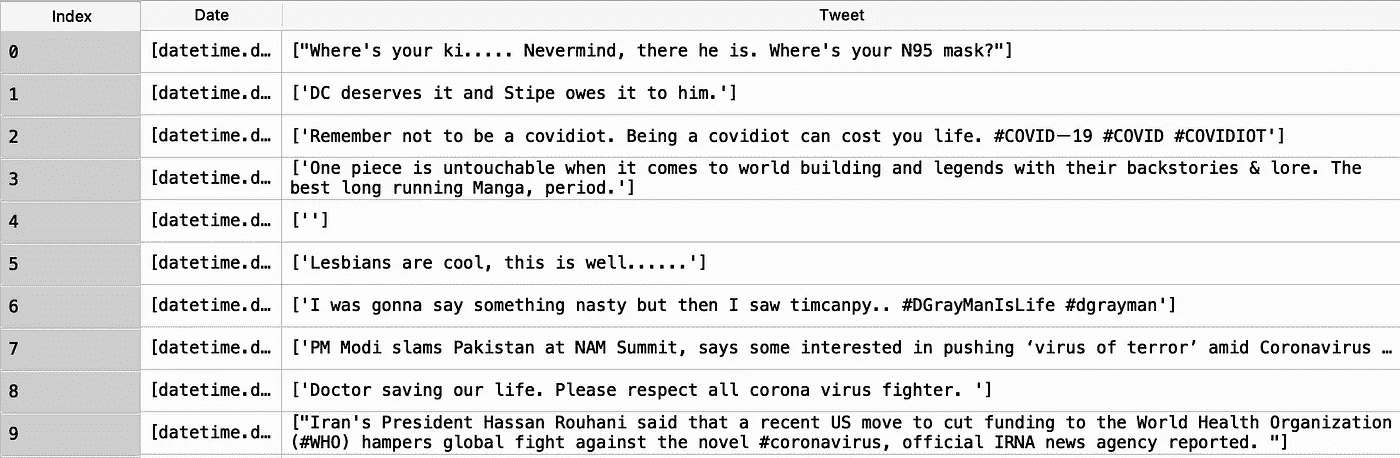 Index Date Tweet
0 [datetime.d… ["Where's your ki..... Nevermind, there he is. Where's your N95 mask?"]
1 [datetime.d… ['DC deserves it and Stipe owes it to him.']
2 [datetime.d… ['Remember not to be a covidiot. Being a covidiot can cost you life. #COVID—19 #COVID #COVIDIOT']
3 [datetime.d… ['One piece is untouchable when it comes to world building and legends with their backstories & lore. The
best long running Manga, period.']
4 [datetime.d… ['']
5 [datetime.d… ['Lesbians are cool, this is well......']
6 [datetime.d… ['I was gonna say something nasty but then I saw timcanpy.. #DGrayManIsLife #dgrayman']
7 [datetime.d… ['PM Modi slams Pakistan at NAM Summit, says some interested in pushing ‘virus of terror’ amid Coronavirus …
8 [datetime.d… ['Doctor saving our life. Please respect all corona virus fighter. ']
9 [datetime.d… ["Iran's President Hassan Rouhani said that a recent US move to cut funding to the World Health Organization
(#WHO) hampers global fight against the novel #coronavirus, official IRNA news agency reported. "]